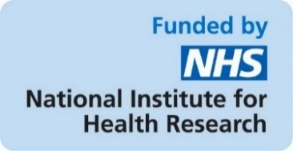 Funded by
NHS
National Institute for
Health Research